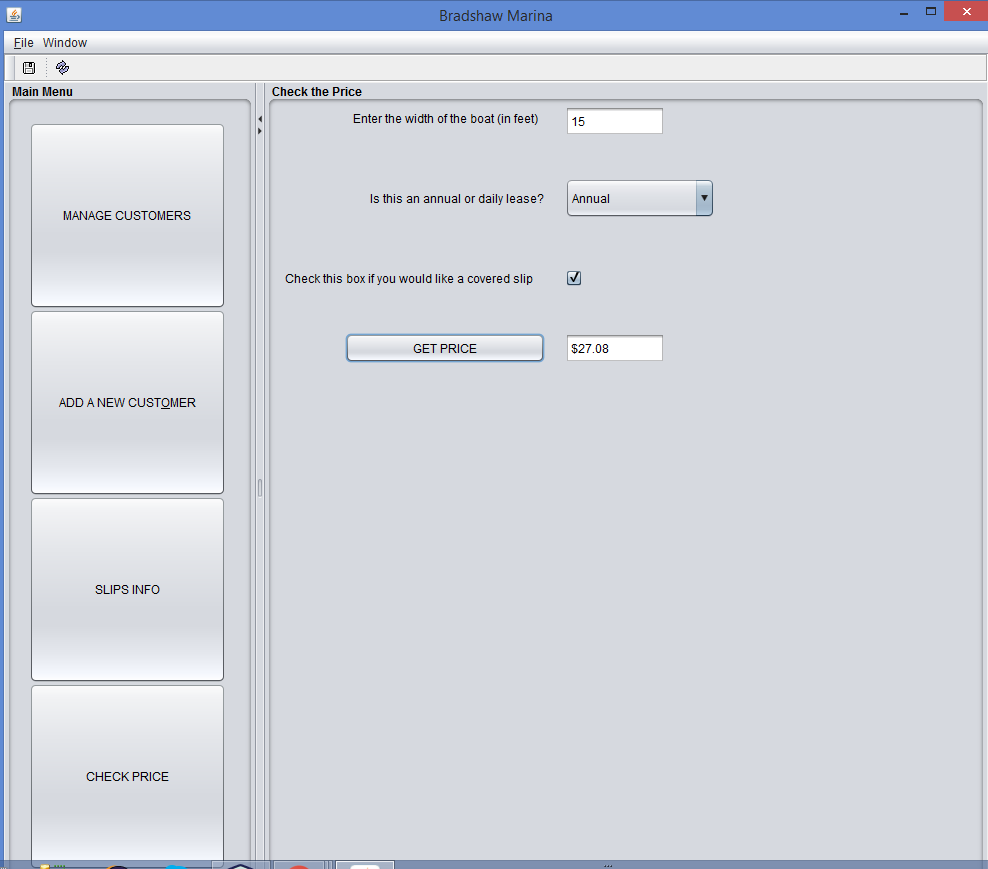 Bradshaw Marina
File Window
Main Menu
MANAGE CUSTOMERS
ADD A NEW CUSTOMER
SLIPS INFO
CHECK PRICE
Check the Price
Enter the width of the boat (in feet) 15
Is this an annual or daily lease? Annual
Check this box if you would like a covered slip
GET PRICE $27.08